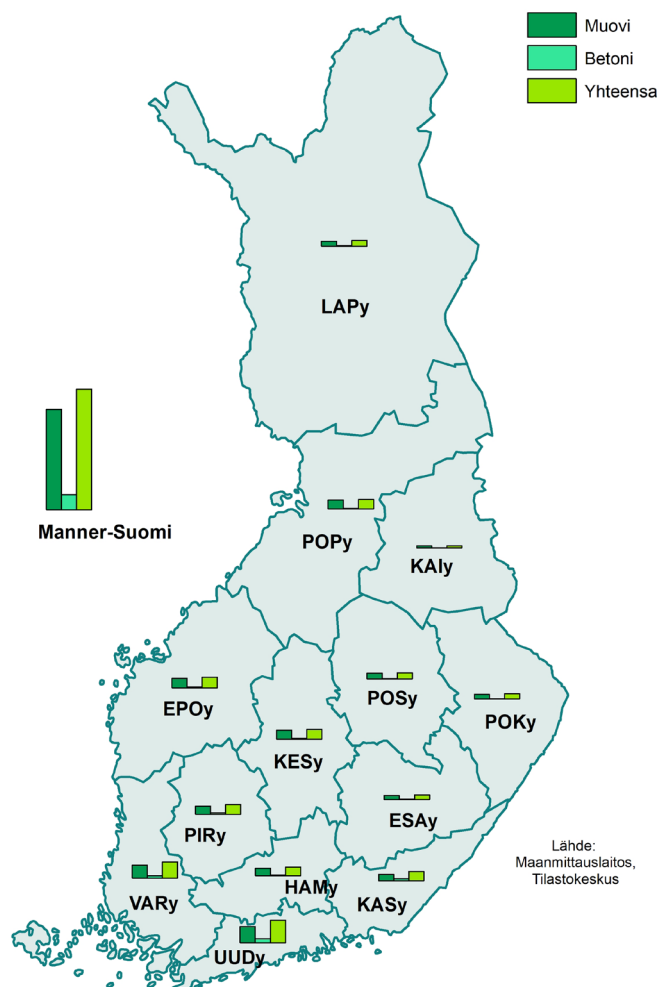 Muovi
Betoni
Yhteensa
LAPy
Manner-Suomi
POPy
KAIy
EPOy
POSy
POKy
KESy
PIRy
ESAy
Lähde:
Maanmittauslaitos,
Tilastokeskus
VARy
HAMy
KASy
UUDy